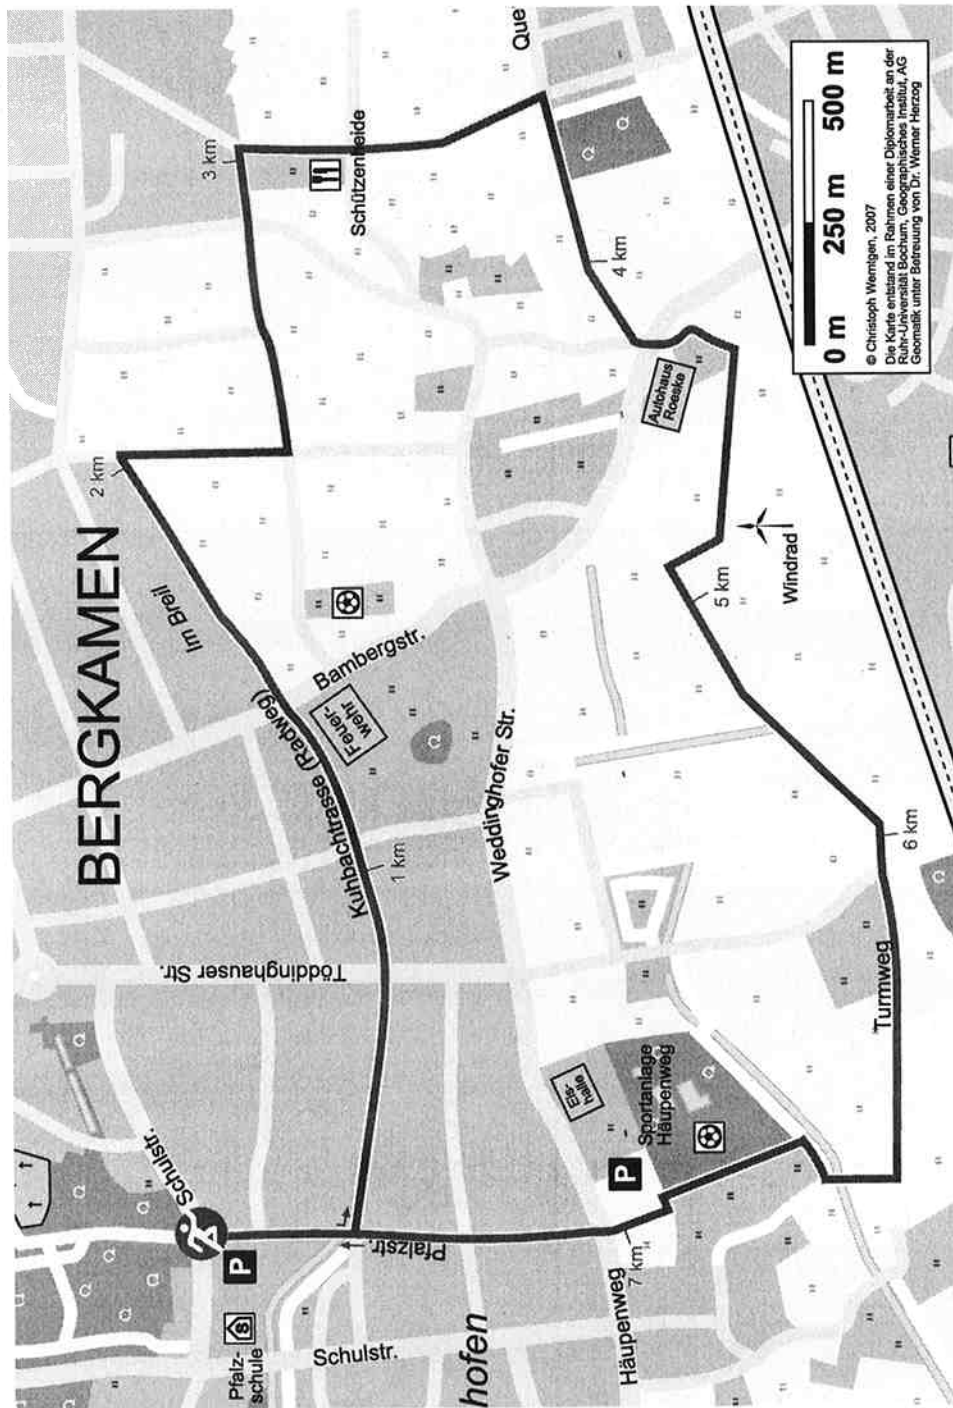 BERGKAMEN
Im Breil
2 km
3 km
Schützenheide
Que
Kuhbachtrasse (Radweg)
Feuer-
wehr
Bambergstr.
1 km
Töddinghauser Str.
Weddinghofer Str.
4 km
Autohaus
Roeske
5 km
Windrad
6 km
Turmweg
Eis-
halle
Sportanlage
Häupenweg
P
7 km
Häupenweg
Pfalzstr.
Schulstr.
P
Pfalz-
schule
S
Schulstr.
hofen
0 m 250 m 500 m
© Christoph Werntgen, 2007
Die Karte entstand im Rahmen einer Diplomarbeit an der
Ruhr-Universität Bochum, Geographisches Institut, AG
Geomatik unter Betreuung von Dr. Werner Herzog